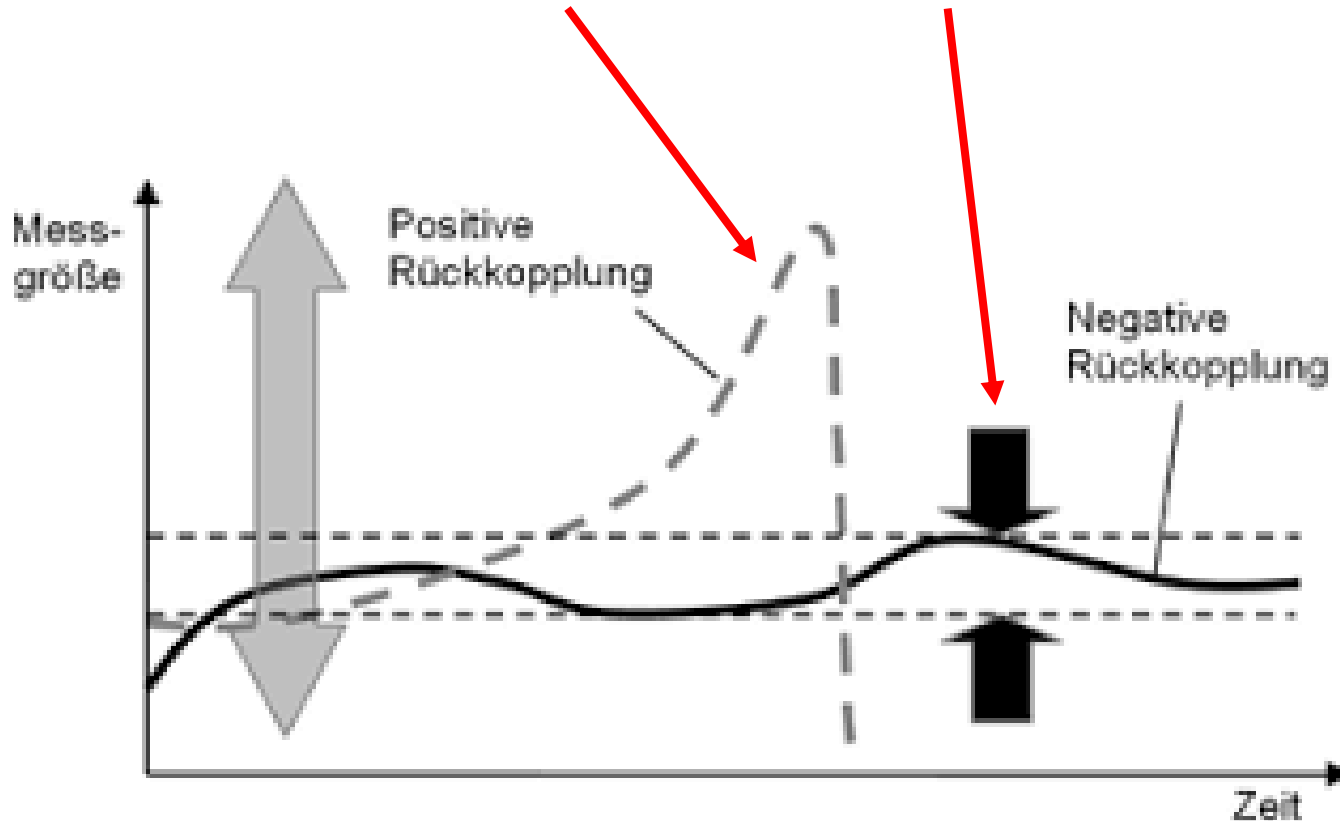 Mess-
größe
Positive
Rückkopplung
Negative
Rückkopplung
Zeit